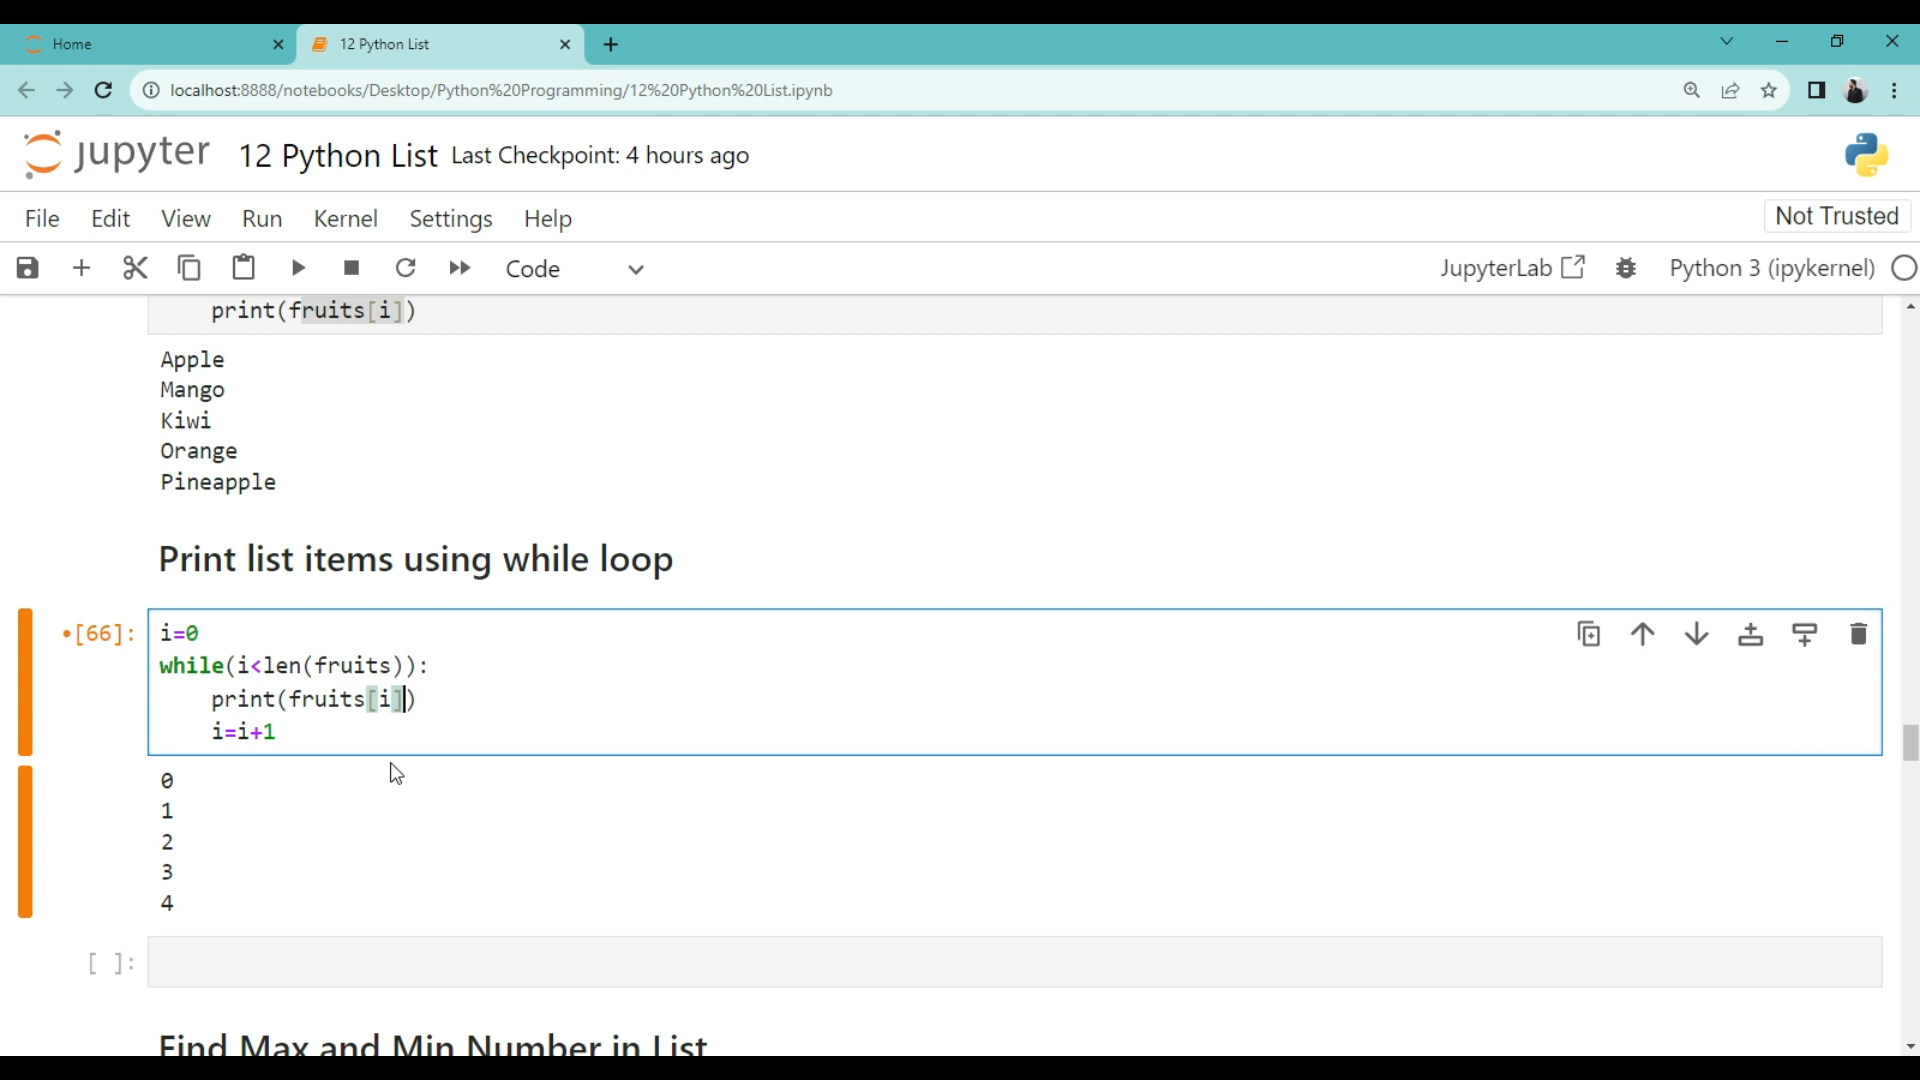 Home
12 Python List
localhost:8888/notebooks/Desktop/Python%20Programming/12%20Python%20List.ipynb
jupyter 12 Python List Last Checkpoint: 4 hours ago
File Edit View Run Kernel Settings Help Not Trusted
Code JupyterLab Python 3 (ipykernel)
print(fruits[i])
Apple
Mango
Kiwi
Orange
Pineapple
Print list items using while loop
•[66]: i=0
while(i<len(fruits)):
print(fruits[i])
i=i+1
0
1
2
3
4
[ ]:
Find Max and Min Number in List